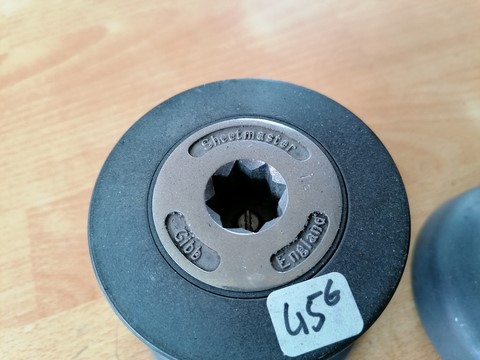 Sheetmaster
Gibb
England
456